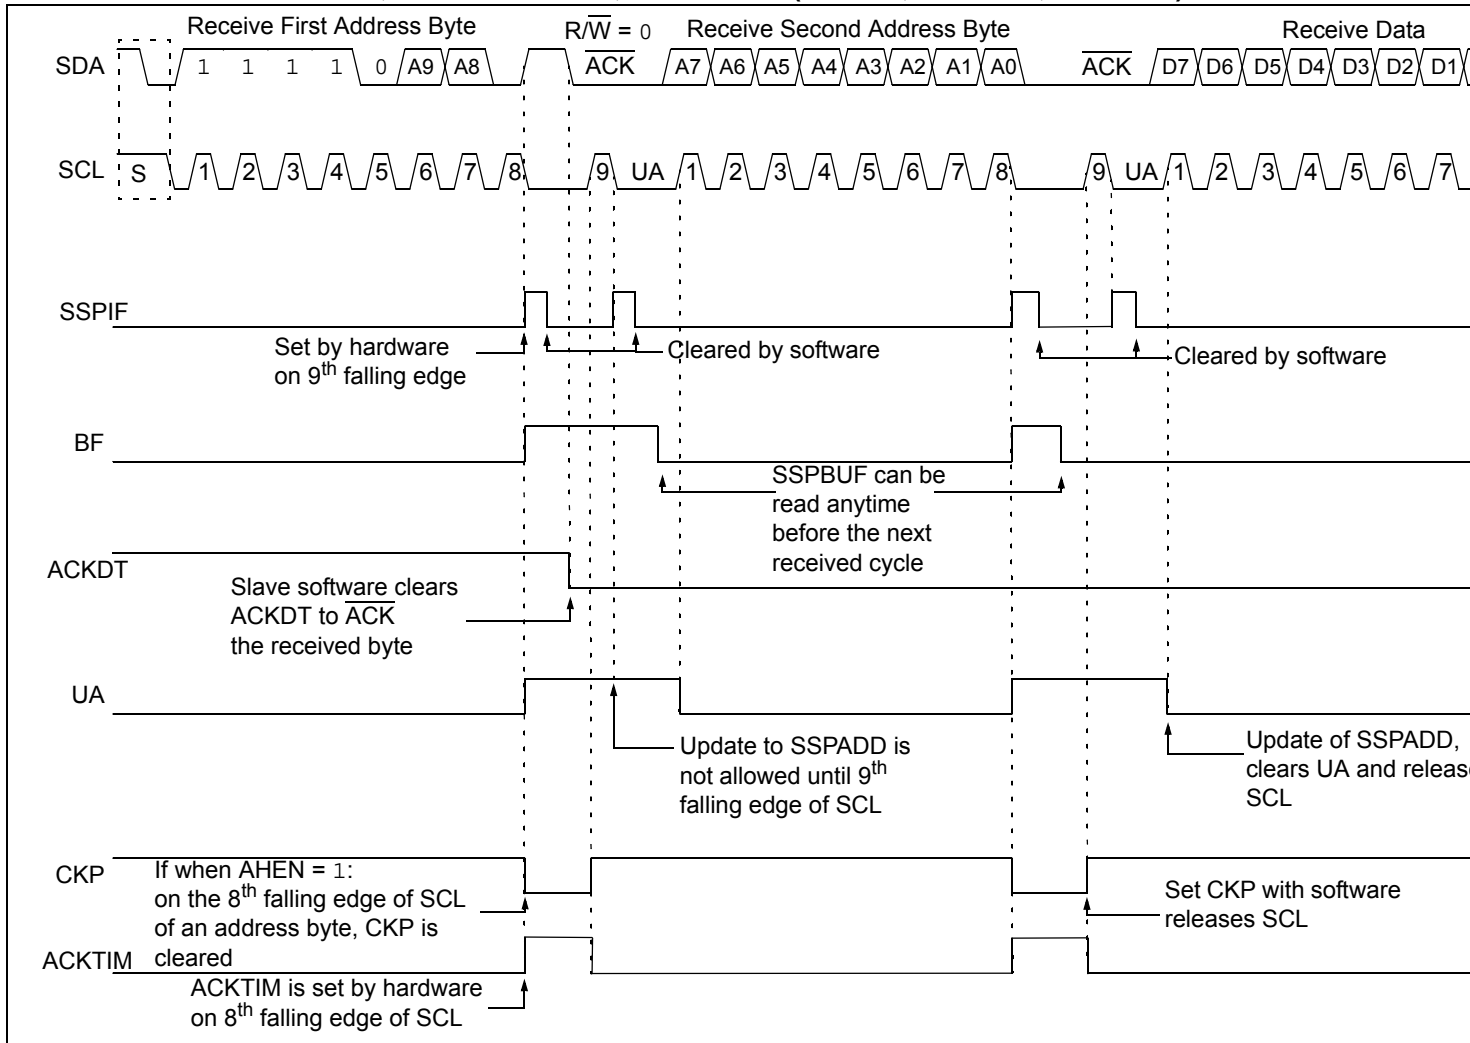 Receive First Address Byte
R/W = 0
Receive Second Address Byte
Receive Data
SDA
1 1 1 1 0 A9 A8
ACK
A7 A6 A5 A4 A3 A2 A1 A0
ACK
D7 D6 D5 D4 D3 D2 D1
SCL
S
1 2 3 4 5 6 7 8 9 UA 1 2 3 4 5 6 7 8 9 UA 1 2 3 4 5 6 7
SSPIF
Set by hardware
on 9th falling edge
Cleared by software
Cleared by software
BF
SSPBUF can be
read anytime
before the next
received cycle
ACKDT
Slave software clears
ACKDT to ACK
the received byte
UA
Update to SSPADD is
not allowed until 9th
falling edge of SCL
Update of SSPADD,
clears UA and release
SCL
CKP
If when AHEN = 1:
on the 8th falling edge of SCL
of an address byte, CKP is
cleared
Set CKP with software
releases SCL
ACKTIM
ACKTIM is set by hardware
on 8th falling edge of SCL